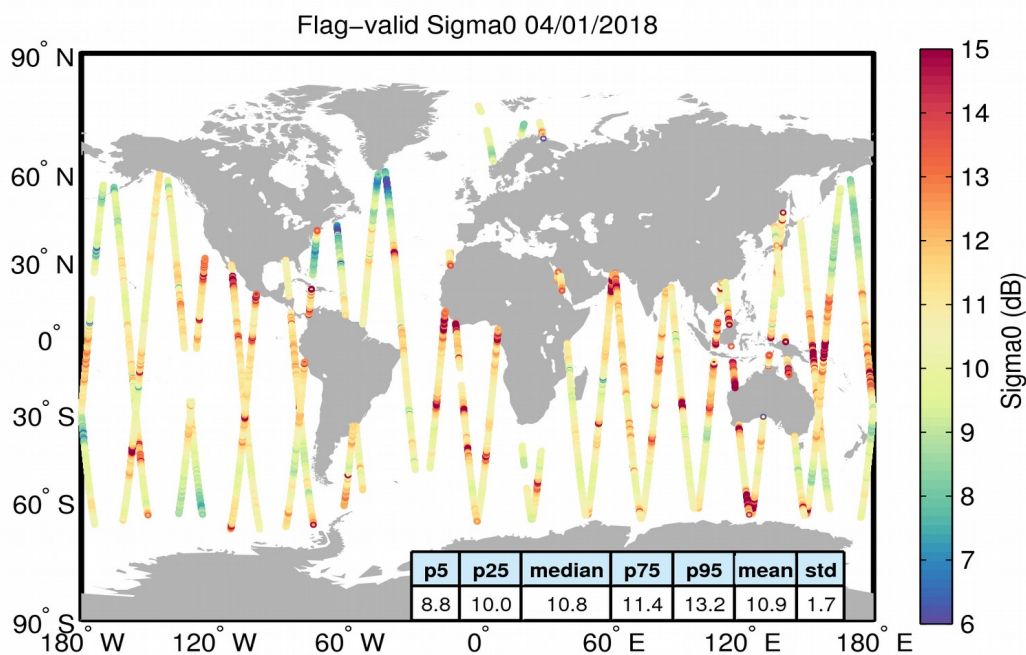 Flag−valid Sigma0 04/01/2018
90° N
60° N
30° N
0°
30° S
60° S
90° S
180° W
120° W
60° W
0°
60° E
120° E
180° E
p5 p25 median p75 p95 mean std
8.8 10.0 10.8 11.4 13.2 10.9 1.7
15
14
13
12
11
10
9
8
7
6
Sigma0 (dB)